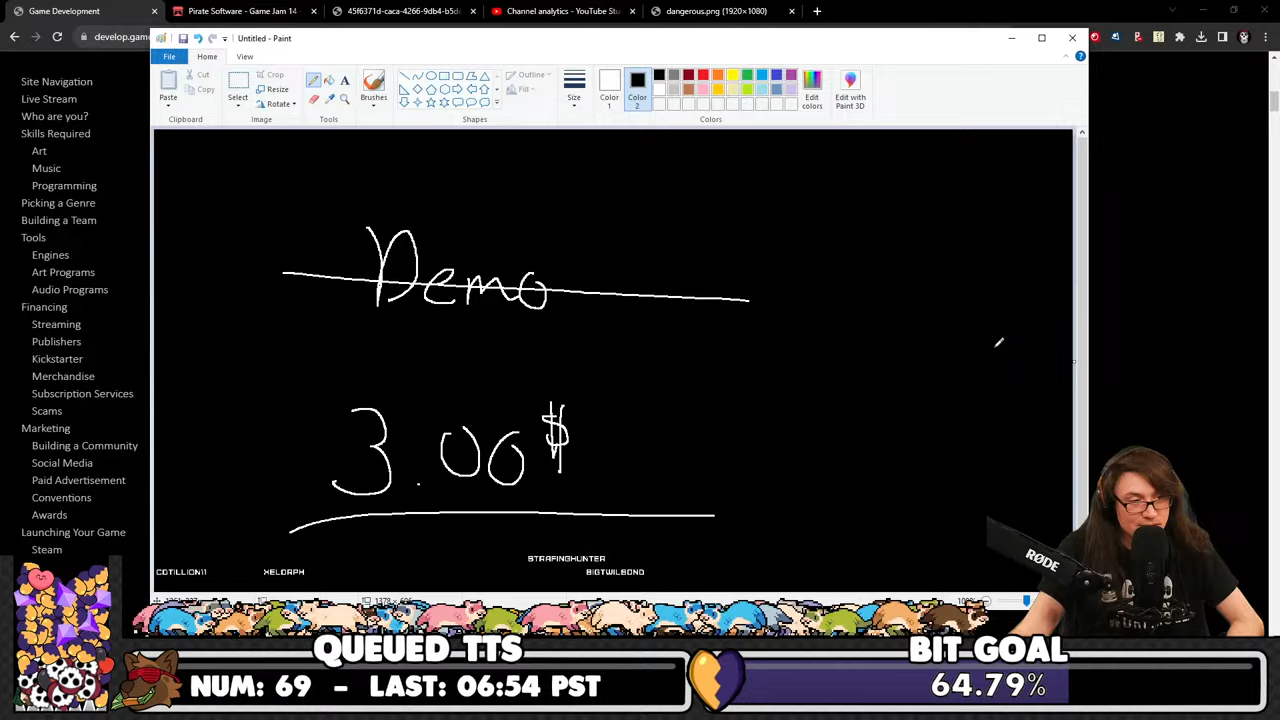 Game Development
Pirate Software - Game Jam 14
45f6371d-caca-4266-9db4-b5d
Channel analytics - YouTube Stu
dangerous.png (1920×1080)
develop.game
Untitled - Paint
File
Home
View
Paste
Cut
Copy
Clipboard
Select
Crop
Resize
Rotate
Image
Tools
Brushes
Shapes
Outline
Fill
Size
Color
1
Color
2
Colors
Edit
colors
Edit with
Paint 3D
Site Navigation
Live Stream
Who are you?
Skills Required
Art
Music
Programming
Picking a Genre
Building a Team
Tools
Engines
Art Programs
Audio Programs
Financing
Streaming
Publishers
Kickstarter
Merchandise
Subscription Services
Scams
Marketing
Building a Community
Social Media
Paid Advertisement
Conventions
Awards
Launching Your Game
Steam
Demo
3.00$
STRAFINGHUNTER
COTILLION11
XELORPH
BIGTWILBOND
RØDE
QUEUED TTS
NUM: 69 - LAST: 06:54 PST
BIT GOAL
64.79%